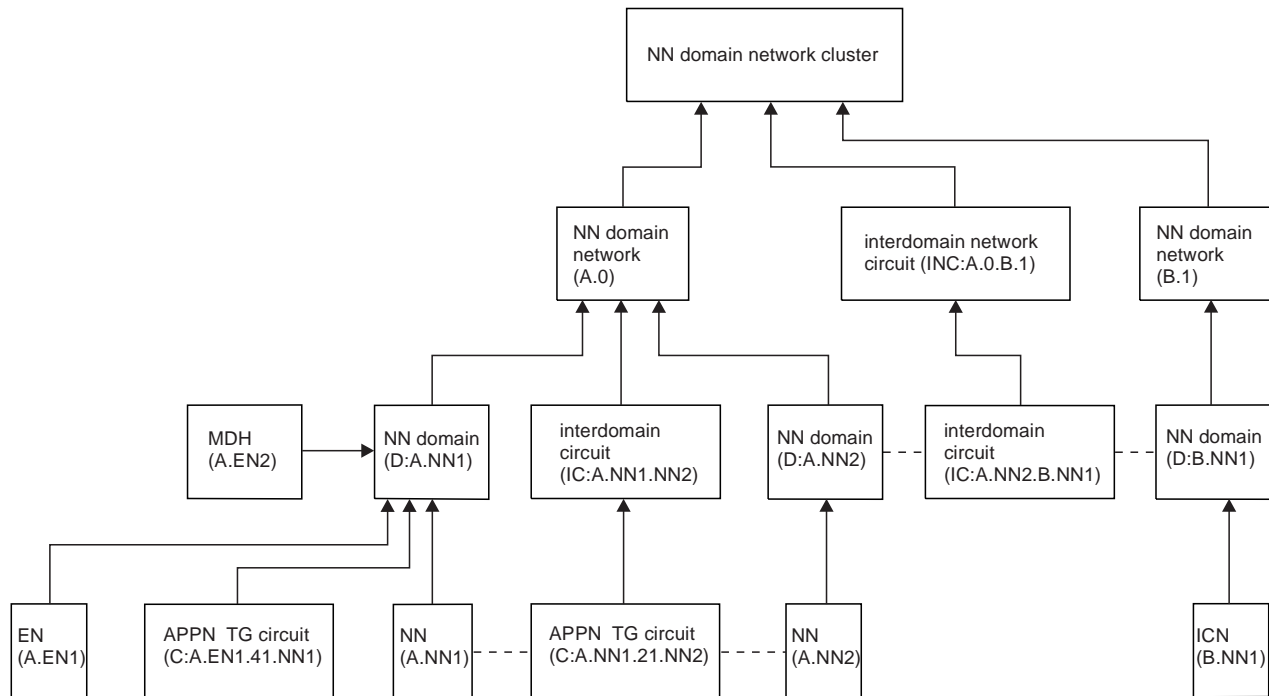 NN domain network cluster
NN domain
network
(A.0)
interdomain network
circuit (INC:A.0.B.1)
NN domain
network
(B.1)
MDH
(A.EN2)
NN domain
(D:A.NN1)
interdomain
circuit
(IC:A.NN1.NN2)
NN domain
(D:A.NN2)
interdomain
circuit
(IC:A.NN2.B.NN1)
NN domain
(D:B.NN1)
EN
(A.EN1)
APPN TG circuit
(C:A.EN1.41.NN1)
NN
(A.NN1)
APPN TG circuit
(C:A.NN1.21.NN2)
NN
(A.NN2)
ICN
(B.NN1)